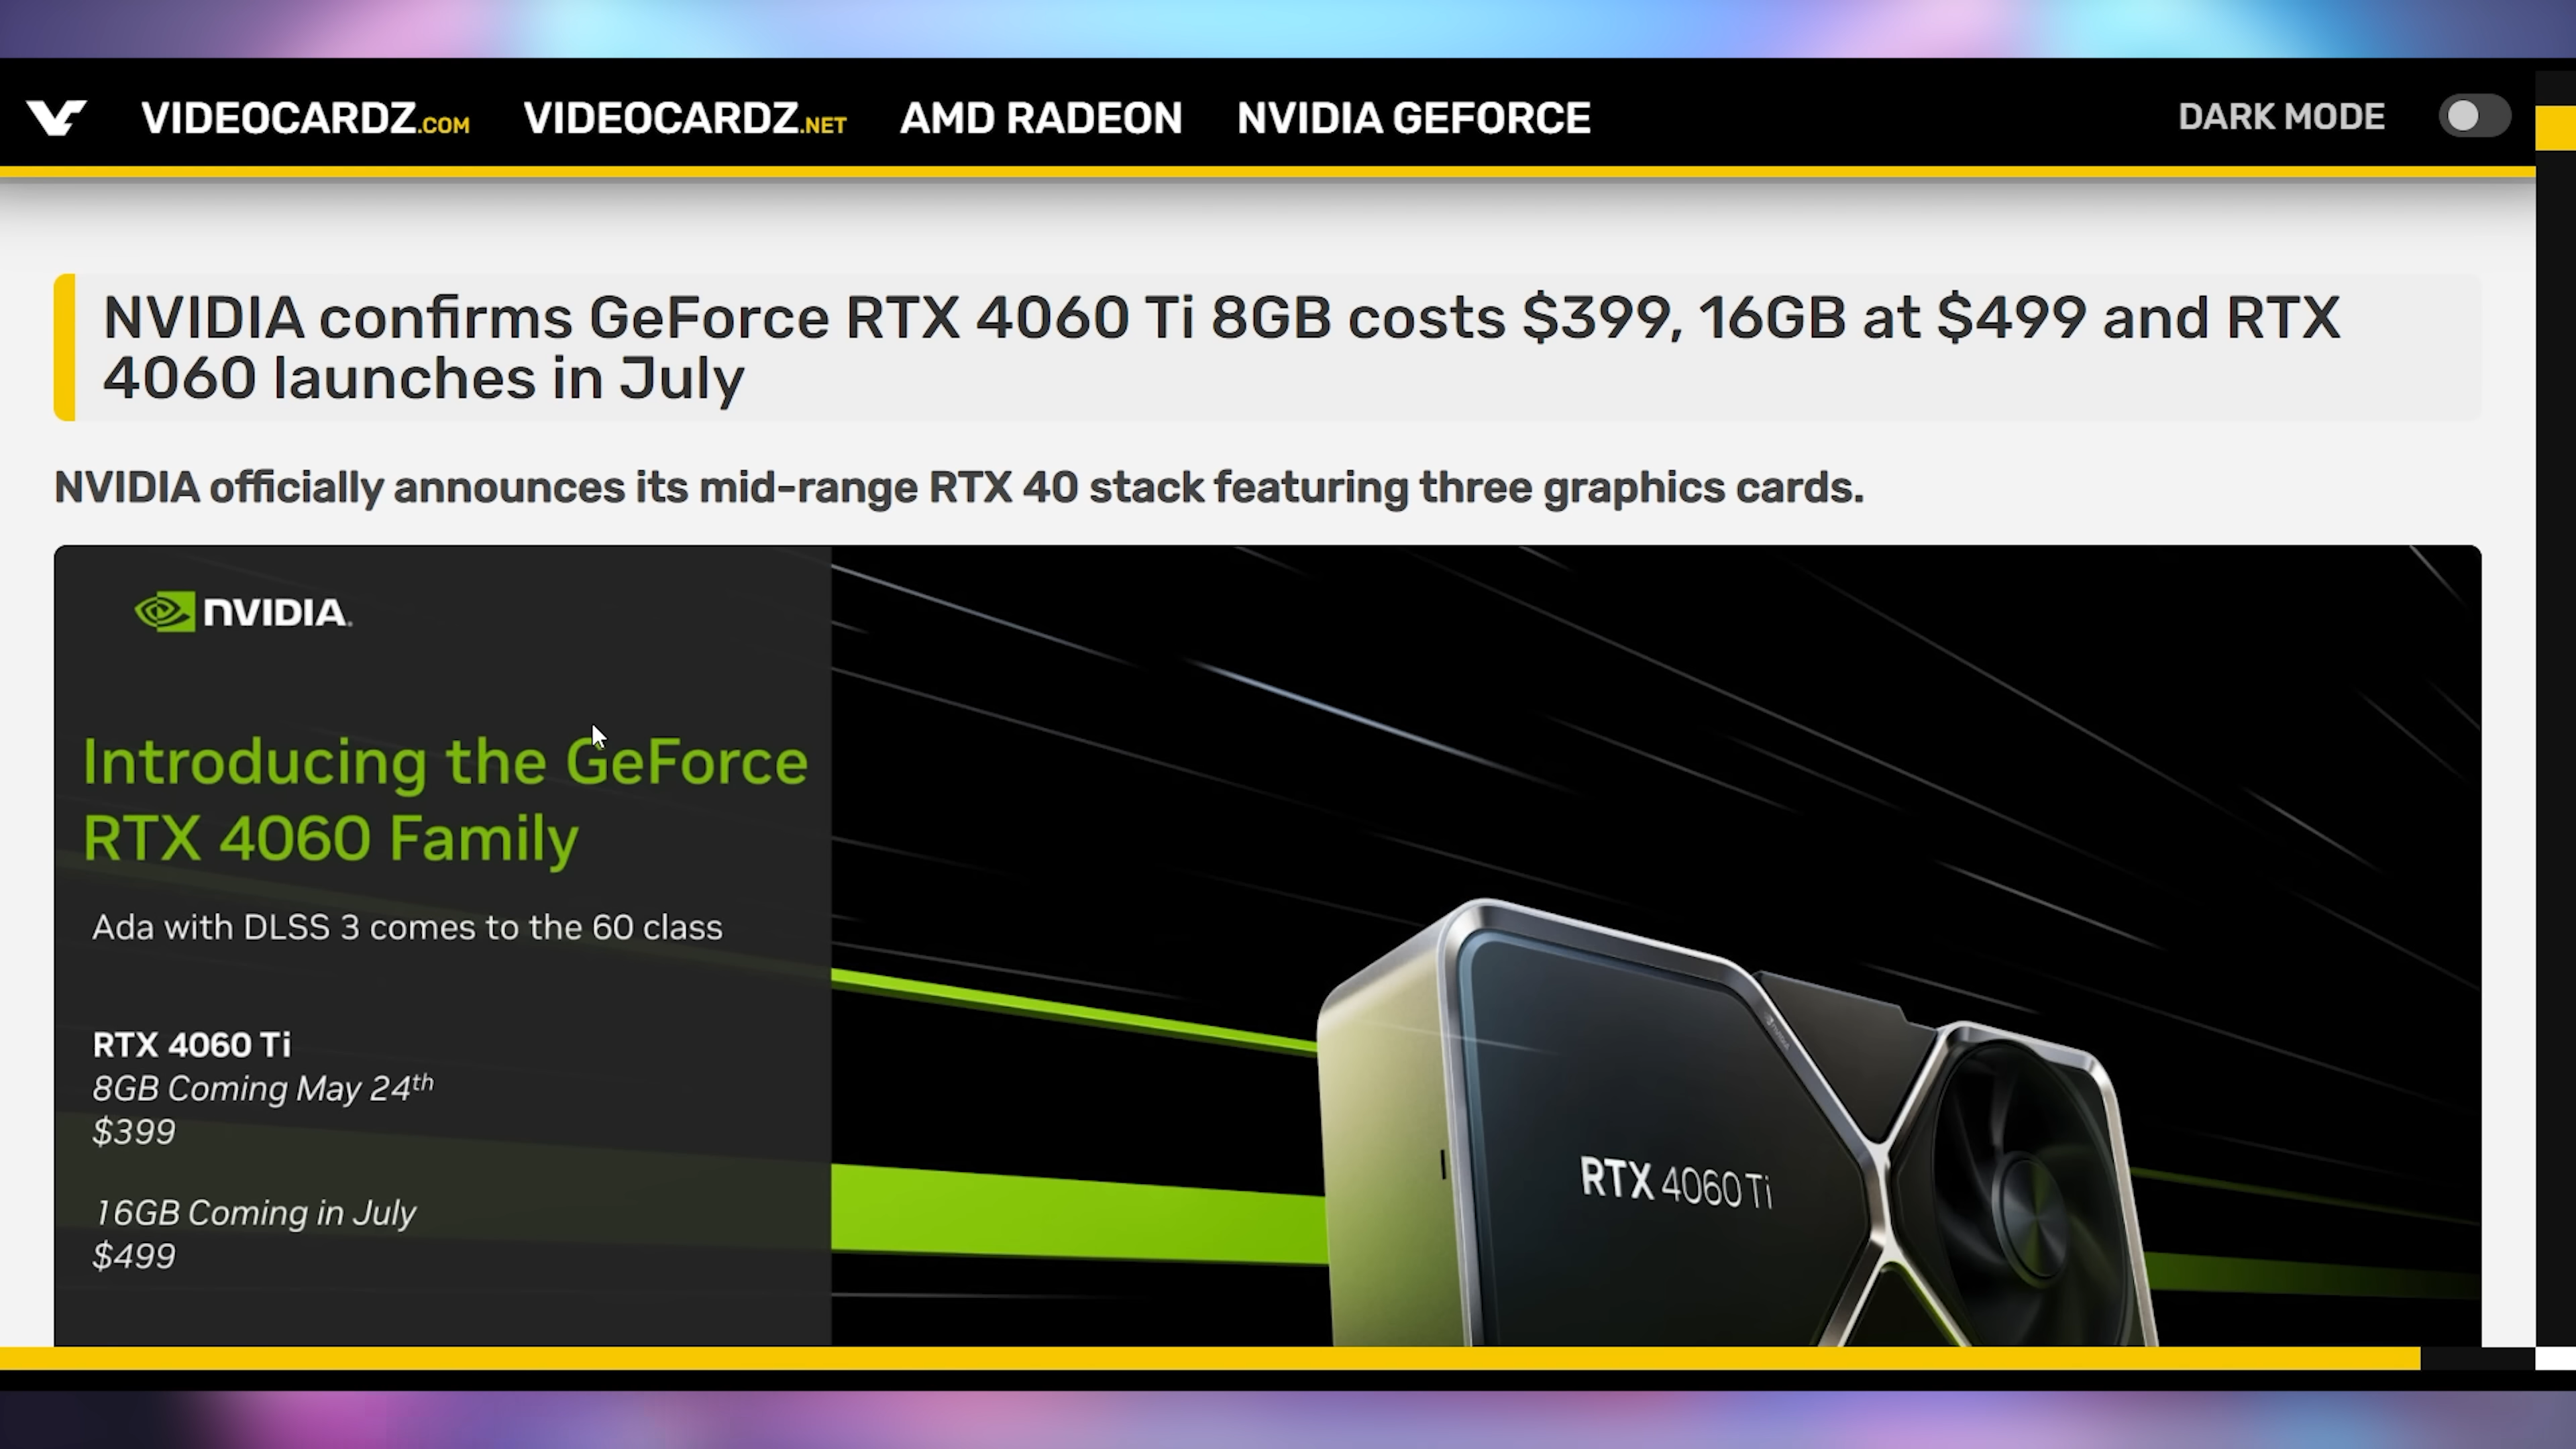 VIDEOCARDZ.COM VIDEOCARDZ.NET AMD RADEON NVIDIA GEFORCE DARK MODE
NVIDIA confirms GeForce RTX 4060 Ti 8GB costs $399, 16GB at $499 and RTX
4060 launches in July
NVIDIA officially announces its mid-range RTX 40 stack featuring three graphics cards.
NVIDIA.
Introducing the GeForce
RTX 4060 Family
Ada with DLSS 3 comes to the 60 class
RTX 4060 Ti
8GB Coming May 24th
$399
16GB Coming in July
$499
RTX 4060 Ti